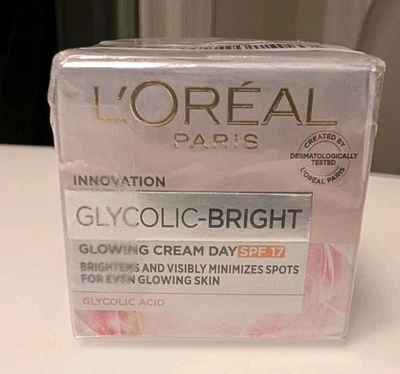 L'ORÉAL
PARIS
CREATED BY
DERMATOLOGICALLY
TESTED
L'ORÉAL PARIS
INNOVATION
GLYCOLIC-BRIGHT
GLOWING CREAM DAY SPF 17
BRIGHTENS AND VISIBLY MINIMIZES SPOTS
FOR EVEN GLOWING SKIN
GLYCOLIC ACID